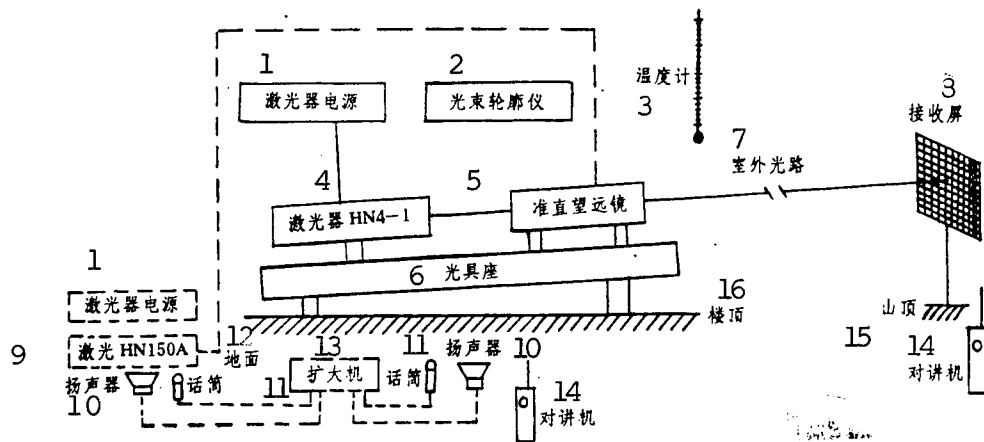 1
激光器电源
2
光束轮廓仪
温度计
3
3
接收屏
7
室外光路
4
5
激光器 HN4-1
准直望远镜
6 光具座
1
激光器电源
16
楼顶
山顶
15
9
激光 HN150A
12
地面
13
扩大机
11
话筒
扬声器
10
14
对讲机
扬声器
10
话筒
11
14
对讲机